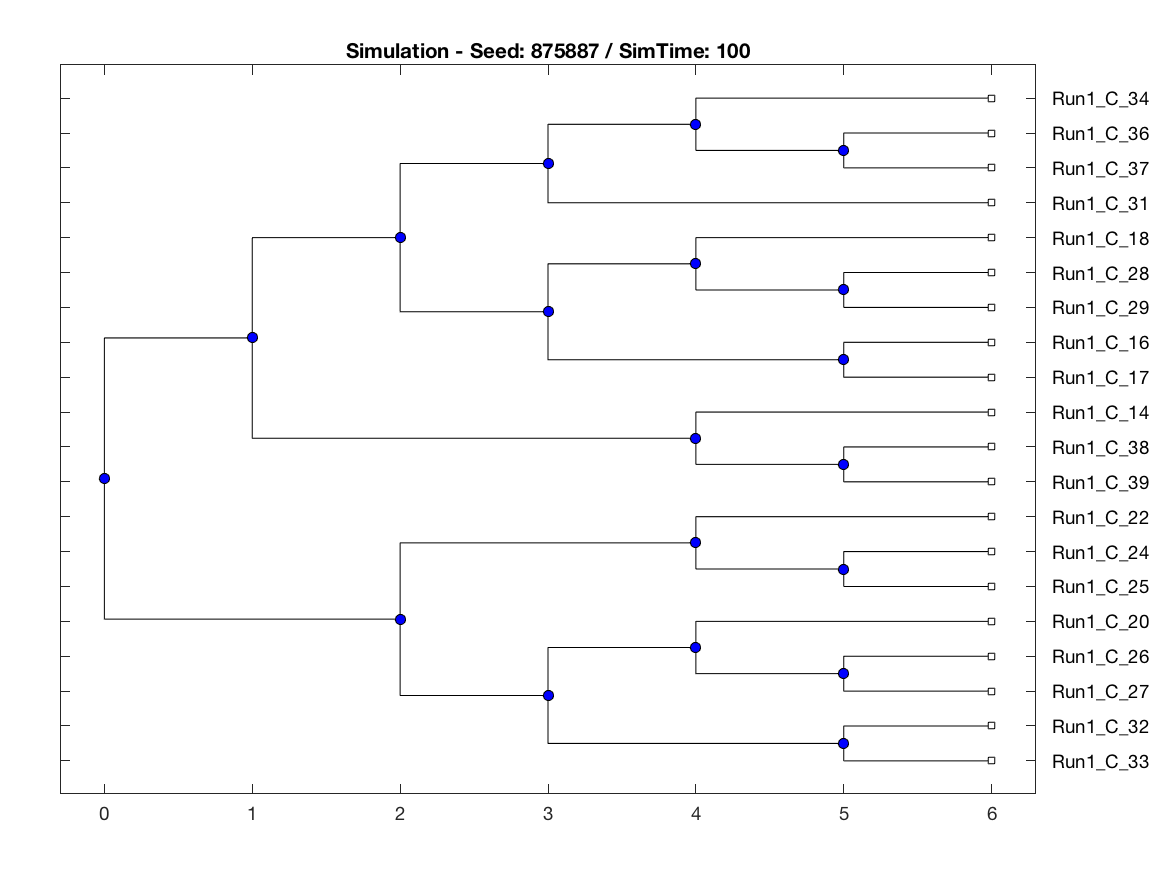 Simulation - Seed: 875887 / SimTime: 100
Run1_C_34
Run1_C_36
Run1_C_37
Run1_C_31
Run1_C_18
Run1_C_28
Run1_C_29
Run1_C_16
Run1_C_17
Run1_C_14
Run1_C_38
Run1_C_39
Run1_C_22
Run1_C_24
Run1_C_25
Run1_C_20
Run1_C_26
Run1_C_27
Run1_C_32
Run1_C_33
0 1 2 3 4 5 6